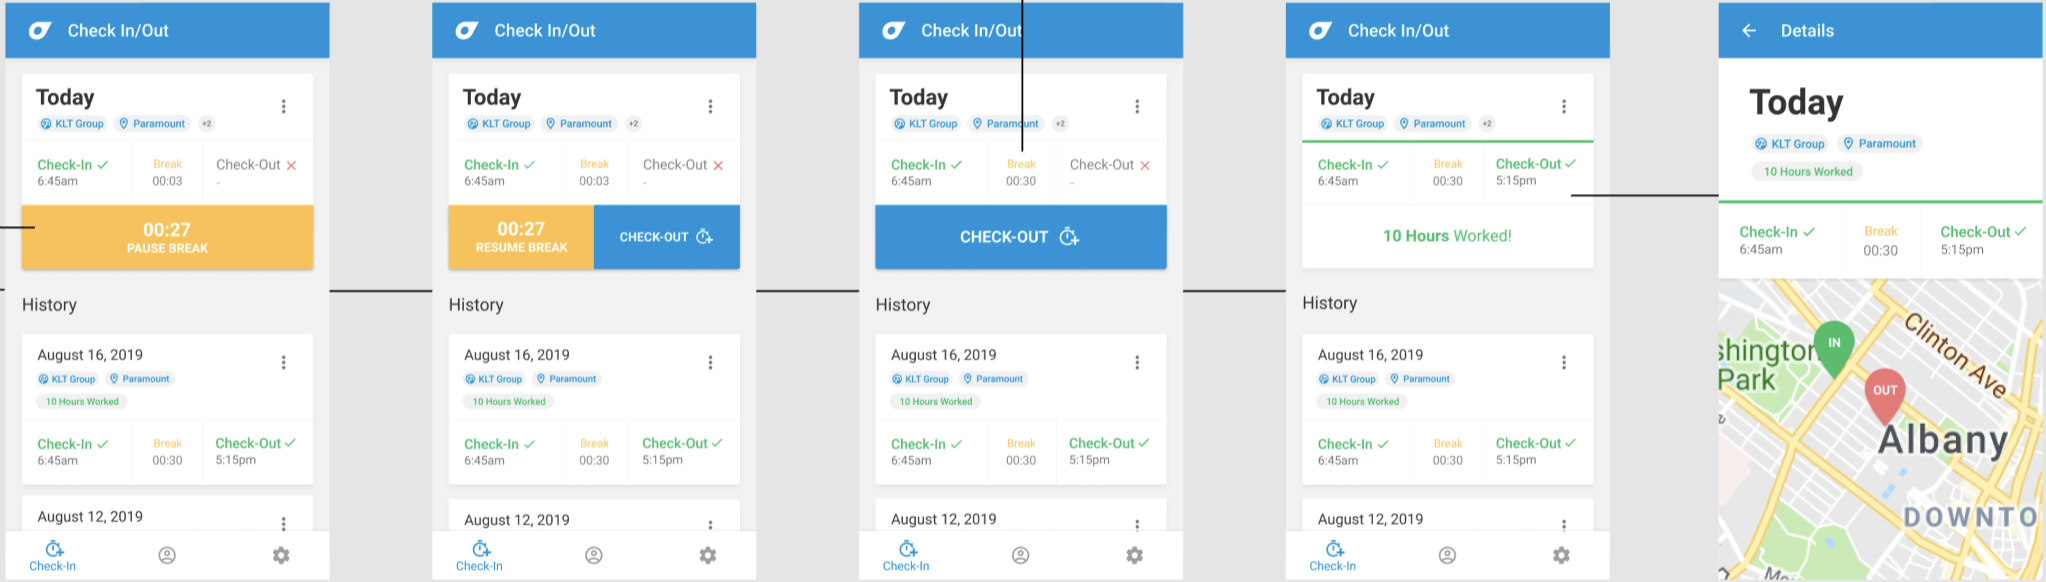 Check In/Out
Today
KLT Group Paramount +2
Check-In Break Check-Out
6:45am 00:03 -
00:27
PAUSE BREAK
History
August 16, 2019
KLT Group Paramount
10 Hours Worked
Check-In Break Check-Out
6:45am 00:30 5:15pm
August 12, 2019
Check-In
Check In/Out
Today
KLT Group Paramount +2
Check-In Break Check-Out
6:45am 00:03 -
00:27
RESUME BREAK
CHECK-OUT
History
August 16, 2019
KLT Group Paramount
10 Hours Worked
Check-In Break Check-Out
6:45am 00:30 5:15pm
August 12, 2019
Check-In
Check In/Out
Today
KLT Group Paramount +2
Check-In Break Check-Out
6:45am 00:30 -
CHECK-OUT
History
August 16, 2019
KLT Group Paramount
10 Hours Worked
Check-In Break Check-Out
6:45am 00:30 5:15pm
August 12, 2019
Check-In
Check In/Out
Today
KLT Group Paramount +2
Check-In Break Check-Out
6:45am 00:30 5:15pm
10 Hours Worked!
History
August 16, 2019
KLT Group Paramount
10 Hours Worked
Check-In Break Check-Out
6:45am 00:30 5:15pm
August 12, 2019
Check-In
Details
Today
KLT Group Paramount
10 Hours Worked
Check-In Break Check-Out
6:45am 00:30 5:15pm
Clinton Ave
shington
Park
IN
OUT
Albany
DOWNTO